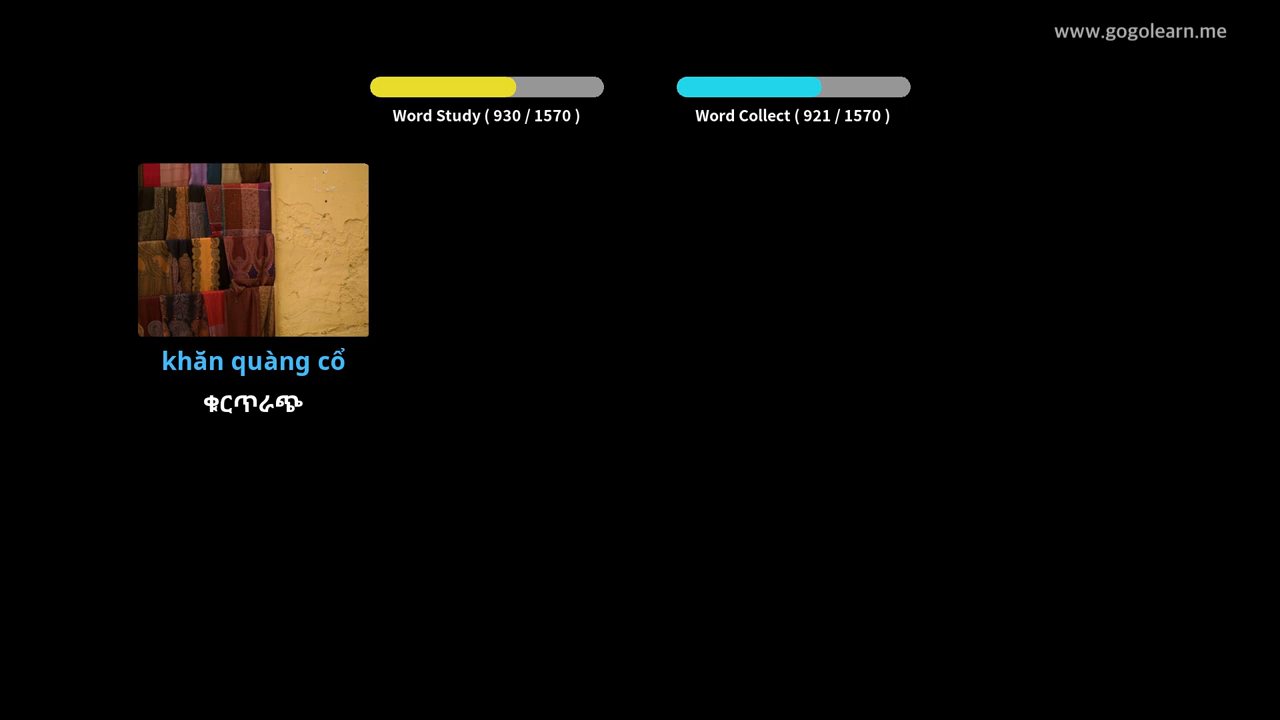 www.gogolearn.me
Word Study ( 930 / 1570 )
Word Collect ( 921 / 1570 )
khăn quàng cổ
ቁርጥራጭ